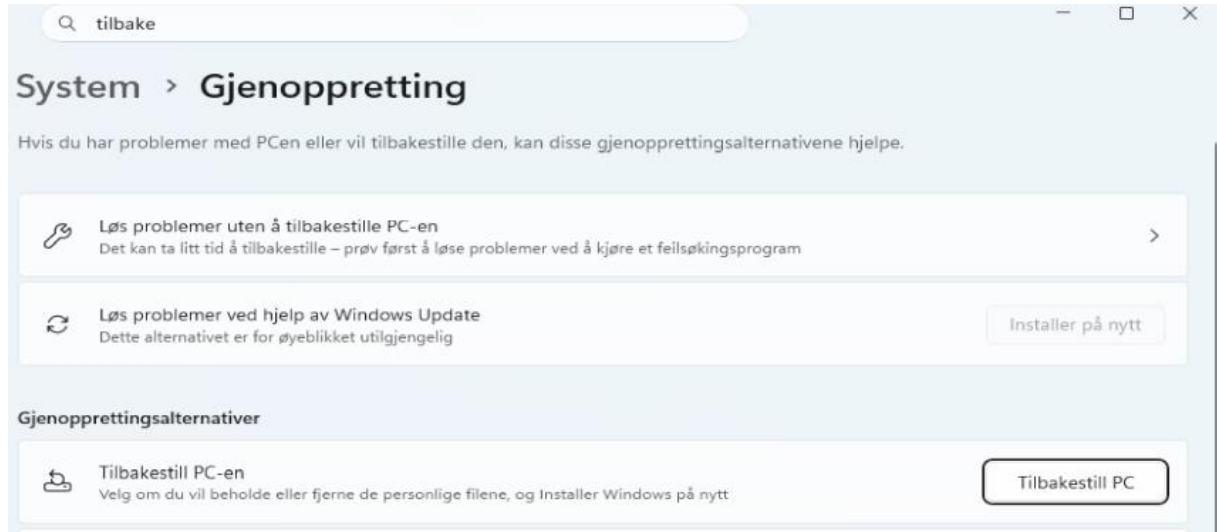 tilbake
System > Gjenoppretting
Hvis du har problemer med PCen eller vil tilbakestille den, kan disse gjenopprettingsalternativene hjelpe.
Løs problemer uten å tilbakestille PC-en
Det kan ta litt tid å tilbakestille – prøv først å løse problemer ved å kjøre et feilsøkingsprogram
Løs problemer ved hjelp av Windows Update
Dette alternativet er for øyeblikket utilgjengelig
Installer på nytt
Gjenopprettingsalternativer
Tilbakestill PC-en
Velg om du vil beholde eller fjerne de personlige filene, og Installer Windows på nytt
Tilbakestill PC